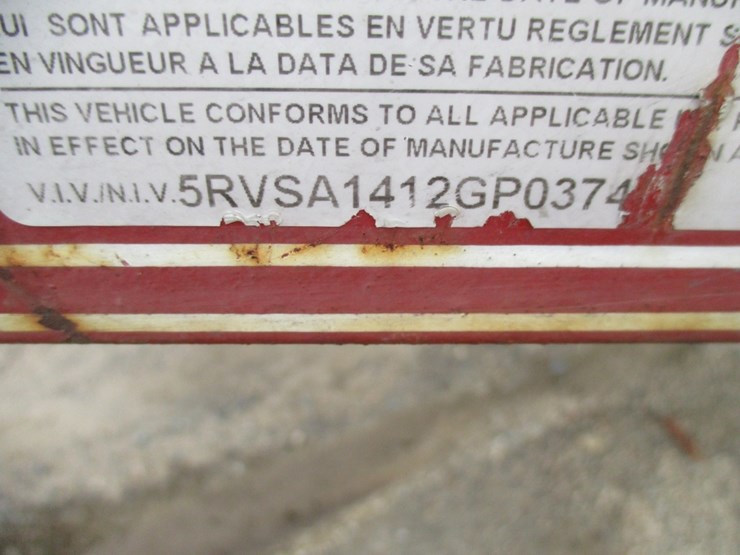 UI SONT APPLICABLES EN VERTU REGLEMENT
EN VINGUEUR A LA DATA DE SA FABRICATION.
THIS VEHICLE CONFORMS TO ALL APPLICABLE
IN EFFECT ON THE DATE OF MANUFACTURE
V.I.V./N.I.V.5RVSA1412GP0374